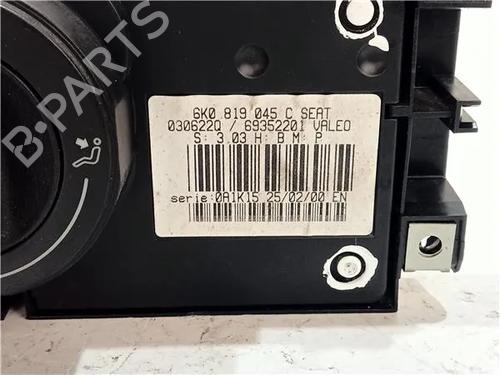 B-PARTS
6K0 819 045 C SEAT
030622Q / 69352201 VALEO
S: 3.03 H: B M: P
serie:0A1K15 25/02/00 EN